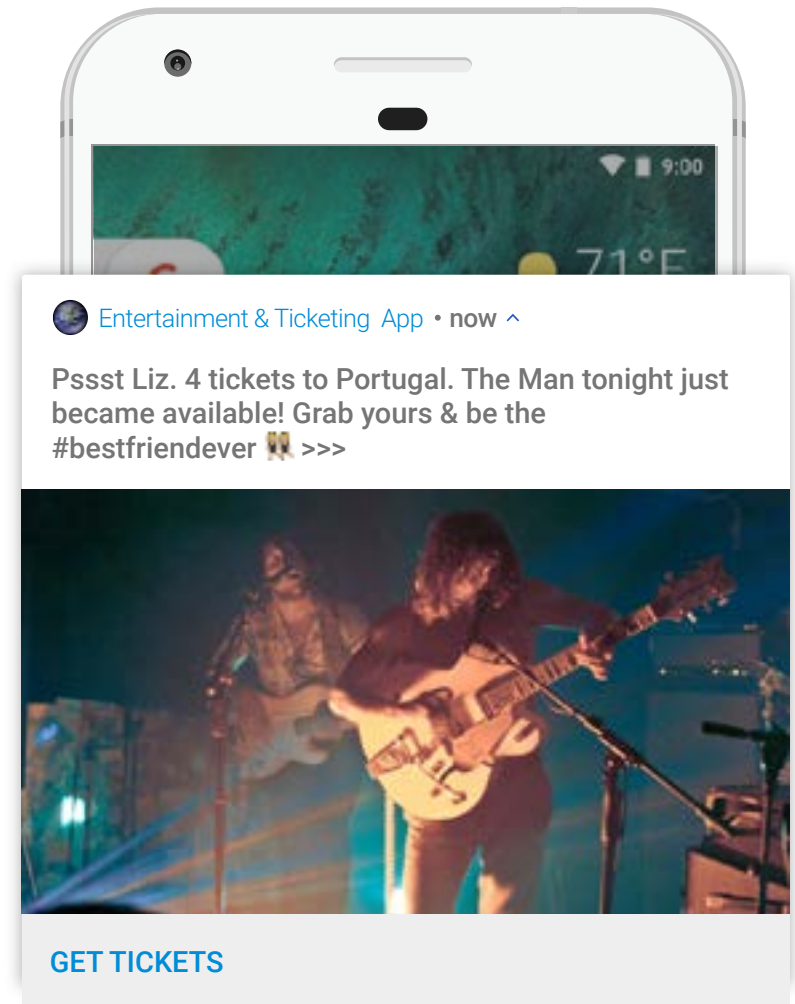 9:00
71°F
Entertainment & Ticketing App • now
Pssst Liz. 4 tickets to Portugal. The Man tonight just
became available! Grab yours & be the
#bestfriendever 👯 >>>
GET TICKETS